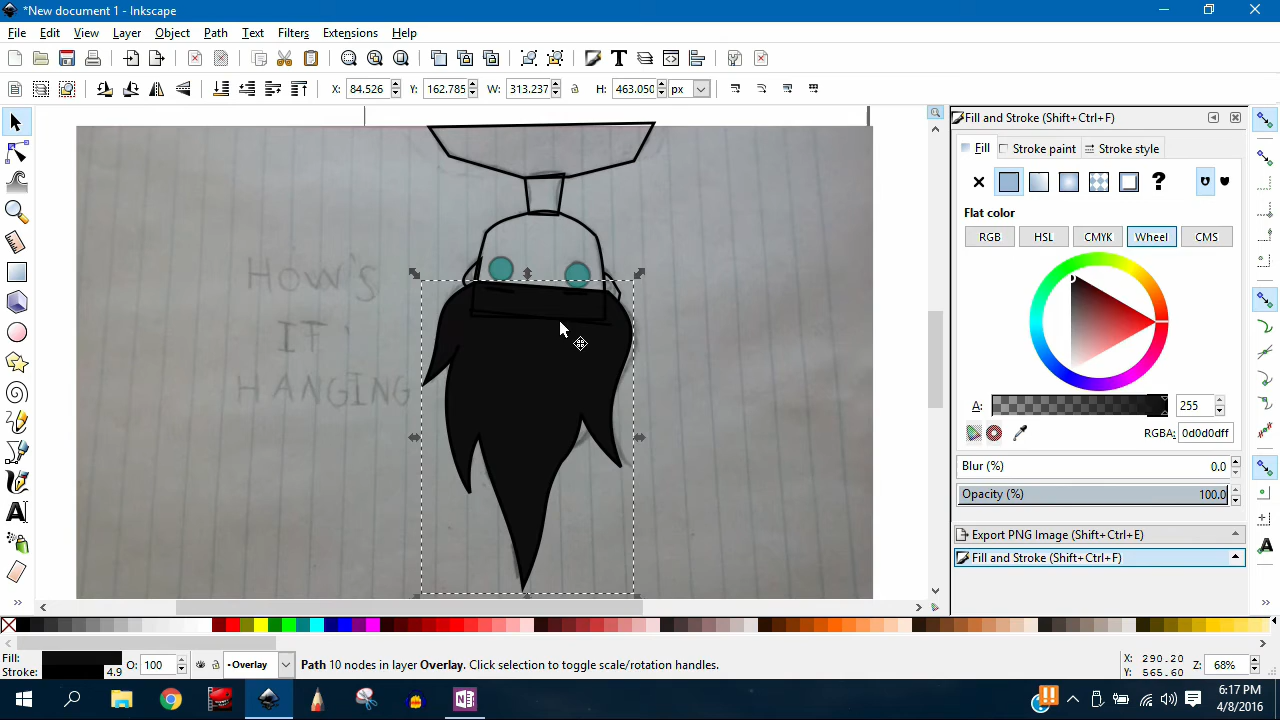 *New document 1 - Inkscape
File Edit View Layer Object Path Text Filters Extensions Help
X: 84.526 Y: 162.785 W: 313.237 H: 463.050 px
Fill and Stroke (Shift+Ctrl+F)
Fill Stroke paint Stroke style
?
Flat color
RGB HSL CMYK Wheel CMS
A: 255
RGBA: 0d0d0dff
Blur (%) 0.0
Opacity (%) 100.0
Export PNG Image (Shift+Ctrl+E)
Fill and Stroke (Shift+Ctrl+F)
HOW'S
IT
HANGING
Fill:
Stroke: 4.9
O: 100
•Overlay
Path 10 nodes in layer Overlay. Click selection to toggle scale/rotation handles.
X: 290.20
Y: 565.60
Z: 68%
6:17 PM
4/8/2016